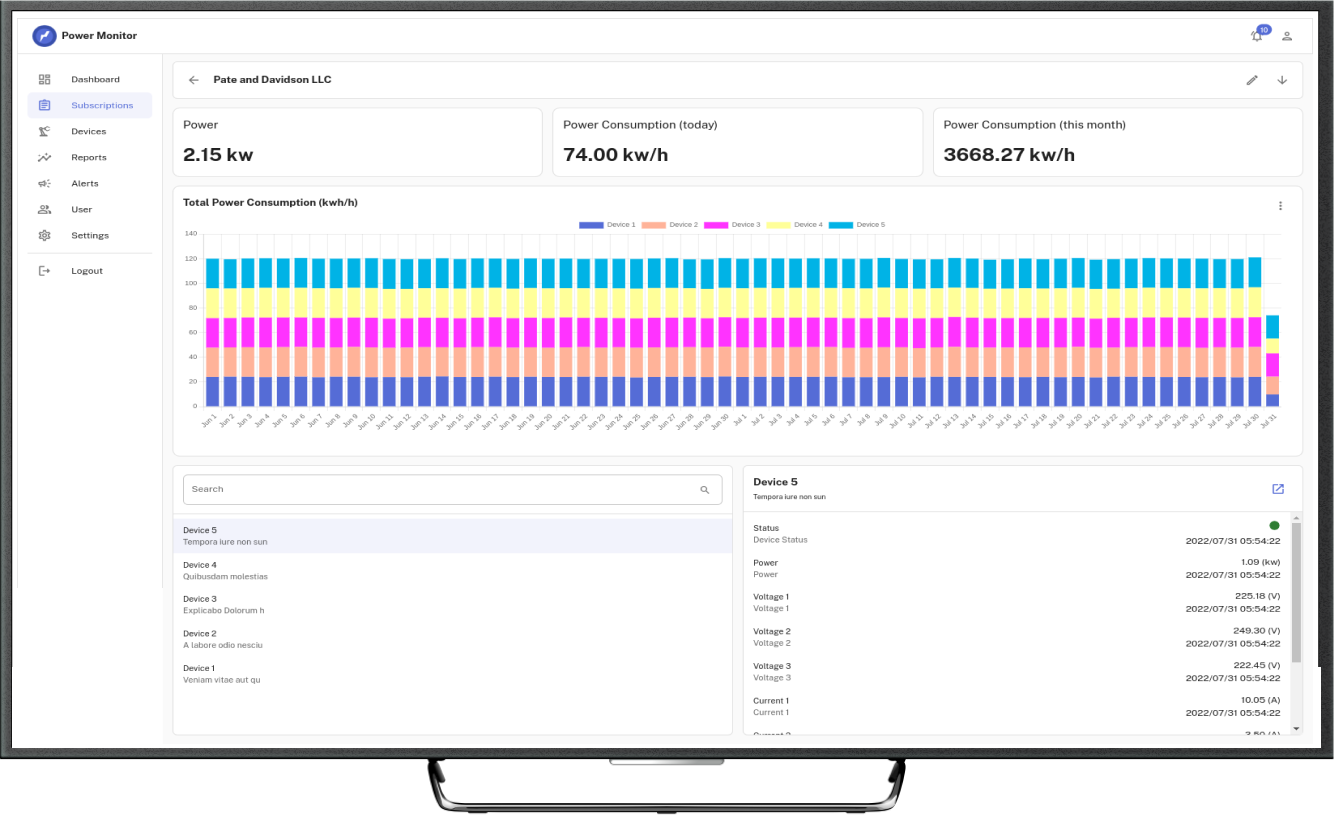 Power Monitor
10
Dashboard
Subscriptions
Devices
Reports
Alerts
User
Settings
Logout
Pate and Davidson LLC
Power
2.15 kw
Power Consumption (today)
74.00 kw/h
Power Consumption (this month)
3668.27 kw/h
Total Power Consumption (kwh/h)
Device 1 Device 2 Device 3 Device 4 Device 5
140
120
100
80
60
40
20
0
Jun 1 Jun 2 Jun 3 Jun 4 Jun 5 Jun 6 Jun 7 Jun 8 Jun 9 Jun 10 Jun 11 Jun 12 Jun 13 Jun 14 Jun 15 Jun 16 Jun 17 Jun 18 Jun 19 Jun 20 Jun 21 Jun 22 Jun 23 Jun 24 Jun 25 Jun 26 Jun 27 Jun 28 Jun 29 Jun 30 Jul 1 Jul 2 Jul 3 Jul 4 Jul 5 Jul 6 Jul 7 Jul 8 Jul 9 Jul 10 Jul 11 Jul 12 Jul 13 Jul 14 Jul 15 Jul 16 Jul 17 Jul 18 Jul 19 Jul 20 Jul 21 Jul 22 Jul 23 Jul 24 Jul 25 Jul 26 Jul 27 Jul 28 Jul 29 Jul 30 Jul 31
Search
Device 5
Tempora iure non sun
Device 4
Quibusdam molestias
Device 3
Explicabo Dolorum h
Device 2
A labore odio nesciu
Device 1
Veniam vitae aut qu
Device 5
Tempora iure non sun
Status
Device Status 2022/07/31 05:54:22
Power 1.09 (kw)
Power 2022/07/31 05:54:22
Voltage 1 225.18 (V)
Voltage 1 2022/07/31 05:54:22
Voltage 2 249.30 (V)
Voltage 2 2022/07/31 05:54:22
Voltage 3 222.45 (V)
Voltage 3 2022/07/31 05:54:22
Current 1 10.05 (A)
Current 1 2022/07/31 05:54:22